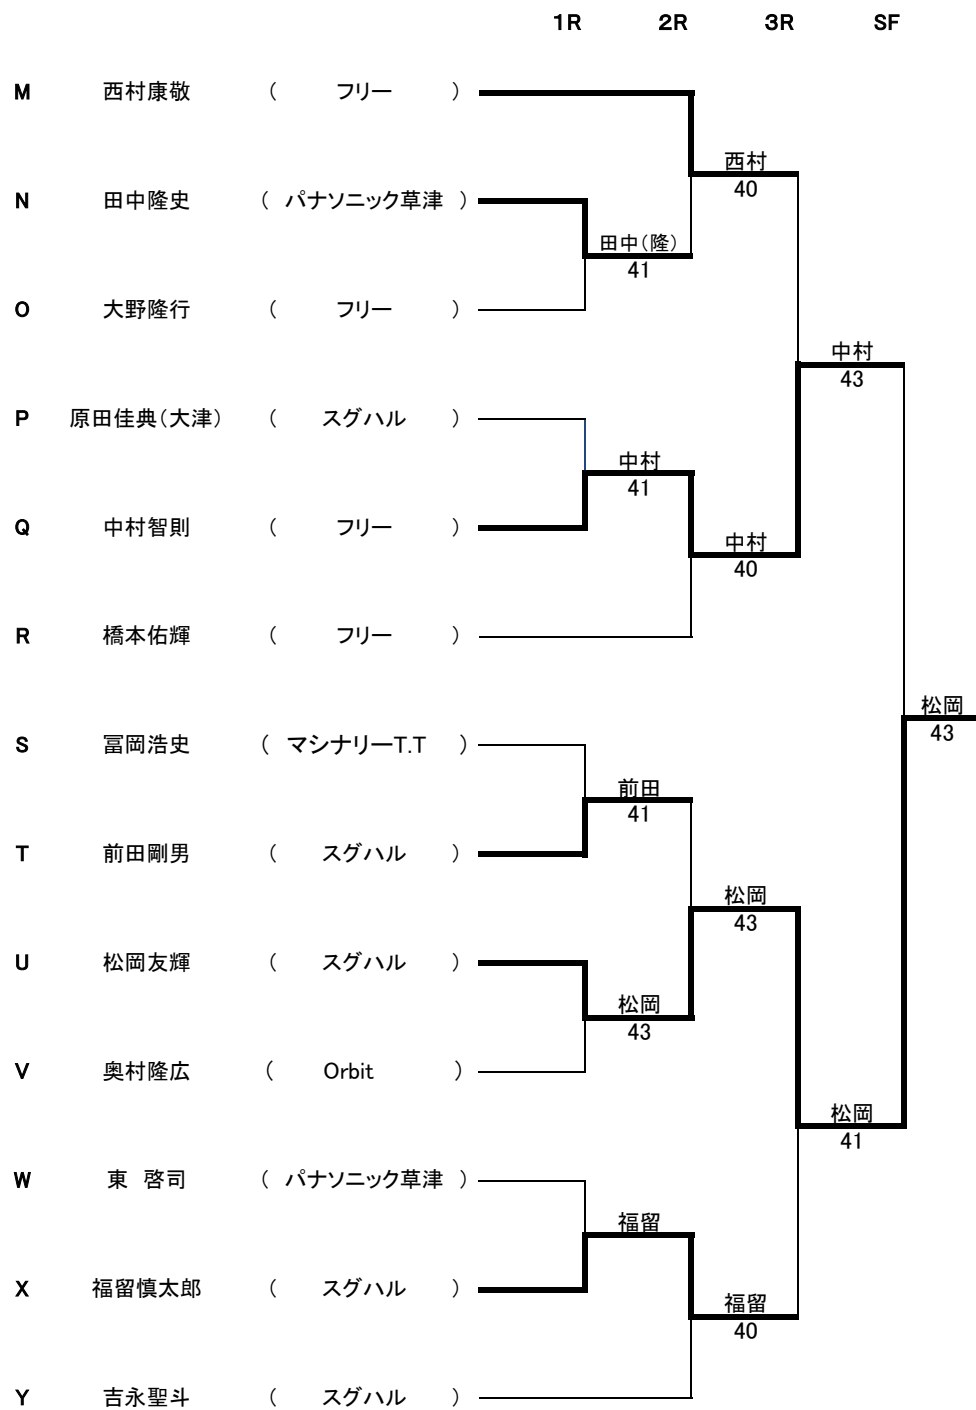 1R 2R 3R SF
M 西村康敬 ( フリー )
西村
40
N 田中隆史 ( パナソニック草津 )
田中(隆)
41
O 大野隆行 ( フリー )
中村
43
P 原田佳典(大津) ( スグハル )
中村
41
Q 中村智則 ( フリー )
中村
40
R 橋本佑輝 ( フリー )
松岡
43
S 冨岡浩史 ( マシナリーT.T )
前田
41
T 前田剛男 ( スグハル )
松岡
43
U 松岡友輝 ( スグハル )
松岡
43
V 奥村隆広 ( Orbit )
松岡
41
W 東 啓司 ( パナソニック草津 )
福留
X 福留慎太郎 ( スグハル )
福留
40
Y 吉永聖斗 ( スグハル )